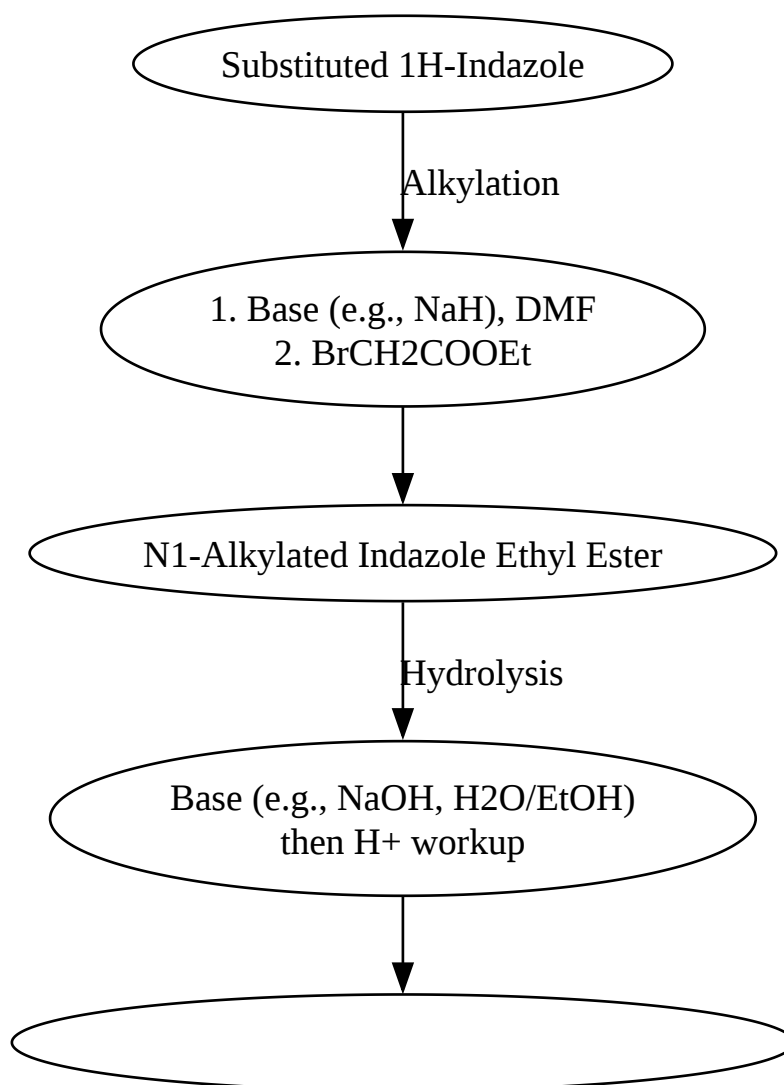 Substituted 1H-Indazole
Alkylation
1. Base (e.g., NaH), DMF
2. BrCH2COOEt
N1-Alkylated Indazole Ethyl Ester
Hydrolysis
Base (e.g., NaOH, H2O/EtOH)
then H+ workup